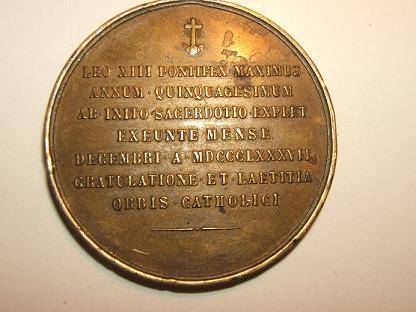 LEO XIII PONTIFEX MAXIMUS
ANNUM · QUINQUAGESIMUM
AB · INITO · SACERDOTIO · EXPLET
EXEUNTE MENSE
DECEMBRI · A · MDCCCLXXXVII
GRATULATIONE · ET · LAETITIA
ORBIS · CATHOLICI